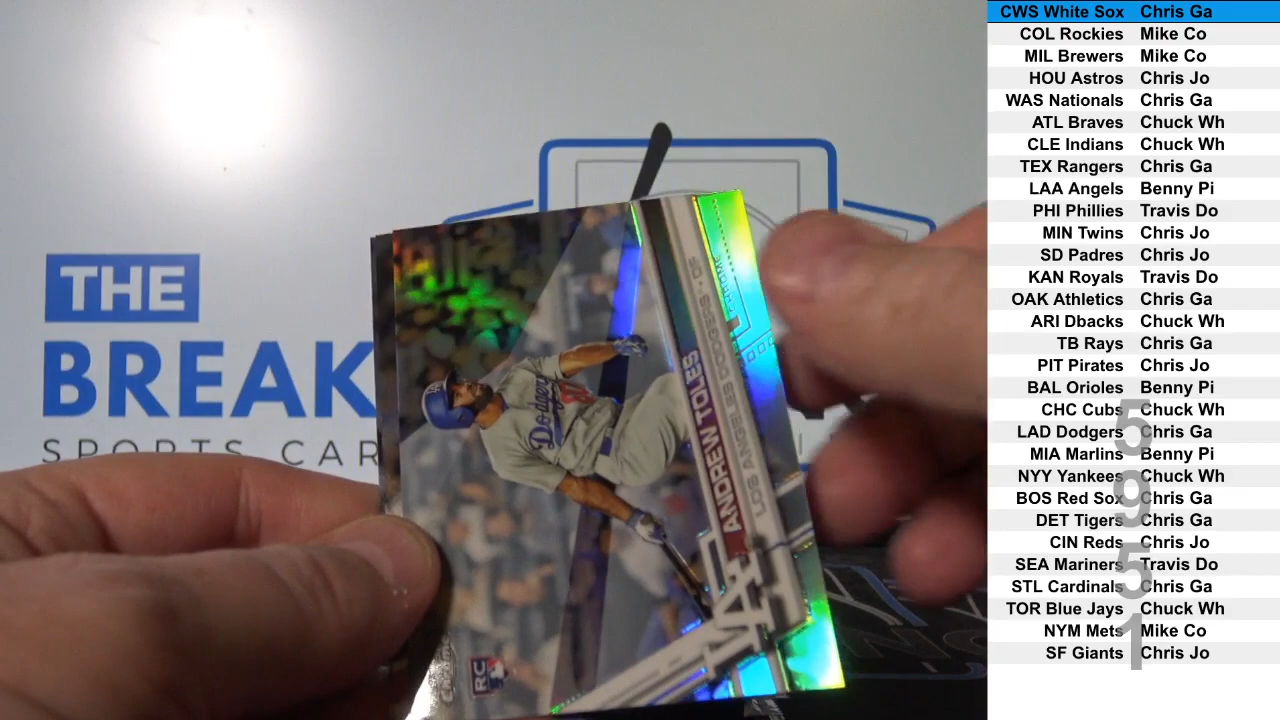 THE
BREAK
SPORTS CAR
CHROME
LOS ANGELES DODGERS · OF
ANDREW TOLES
Dodgers
RC
CWS White Sox Chris Ga
COL Rockies Mike Co
MIL Brewers Mike Co
HOU Astros Chris Jo
WAS Nationals Chris Ga
ATL Braves Chuck Wh
CLE Indians Chuck Wh
TEX Rangers Chris Ga
LAA Angels Benny Pi
PHI Phillies Travis Do
MIN Twins Chris Jo
SD Padres Chris Jo
KAN Royals Travis Do
OAK Athletics Chris Ga
ARI Dbacks Chuck Wh
TB Rays Chris Ga
PIT Pirates Chris Jo
BAL Orioles Benny Pi
CHC Cubs Chuck Wh
LAD Dodgers Chris Ga
MIA Marlins Benny Pi
NYY Yankees Chuck Wh
BOS Red Sox Chris Ga
DET Tigers Chris Ga
CIN Reds Chris Jo
SEA Mariners Travis Do
STL Cardinals Chris Ga
TOR Blue Jays Chuck Wh
NYM Mets Mike Co
SF Giants Chris Jo
5951